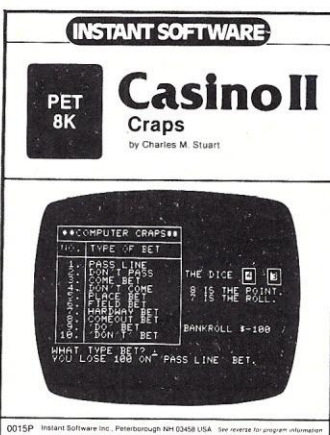 INSTANT SOFTWARE
PET
8K
Casino II
Craps
by Charles M. Stuart
**COMPUTER CRAPS**
NO. TYPE OF BET
1. PASS LINE
2. DON'T PASS
3. COME BET
4. DON'T COME
5. PLACE BET
6. FIELD BET
7. HARDWAY BET
8. COMEOUT BET
9. 'DO' BET
10. 'DON'T' BET
THE DICE 4 3
8 IS THE POINT.
7 IS THE ROLL.
BANKROLL $-100
WHAT TYPE BET? 1
YOU LOSE 100 ON 'PASS LINE' BET.
0015P Instant Software Inc., Peterborough NH 03458 USA See reverse for program information